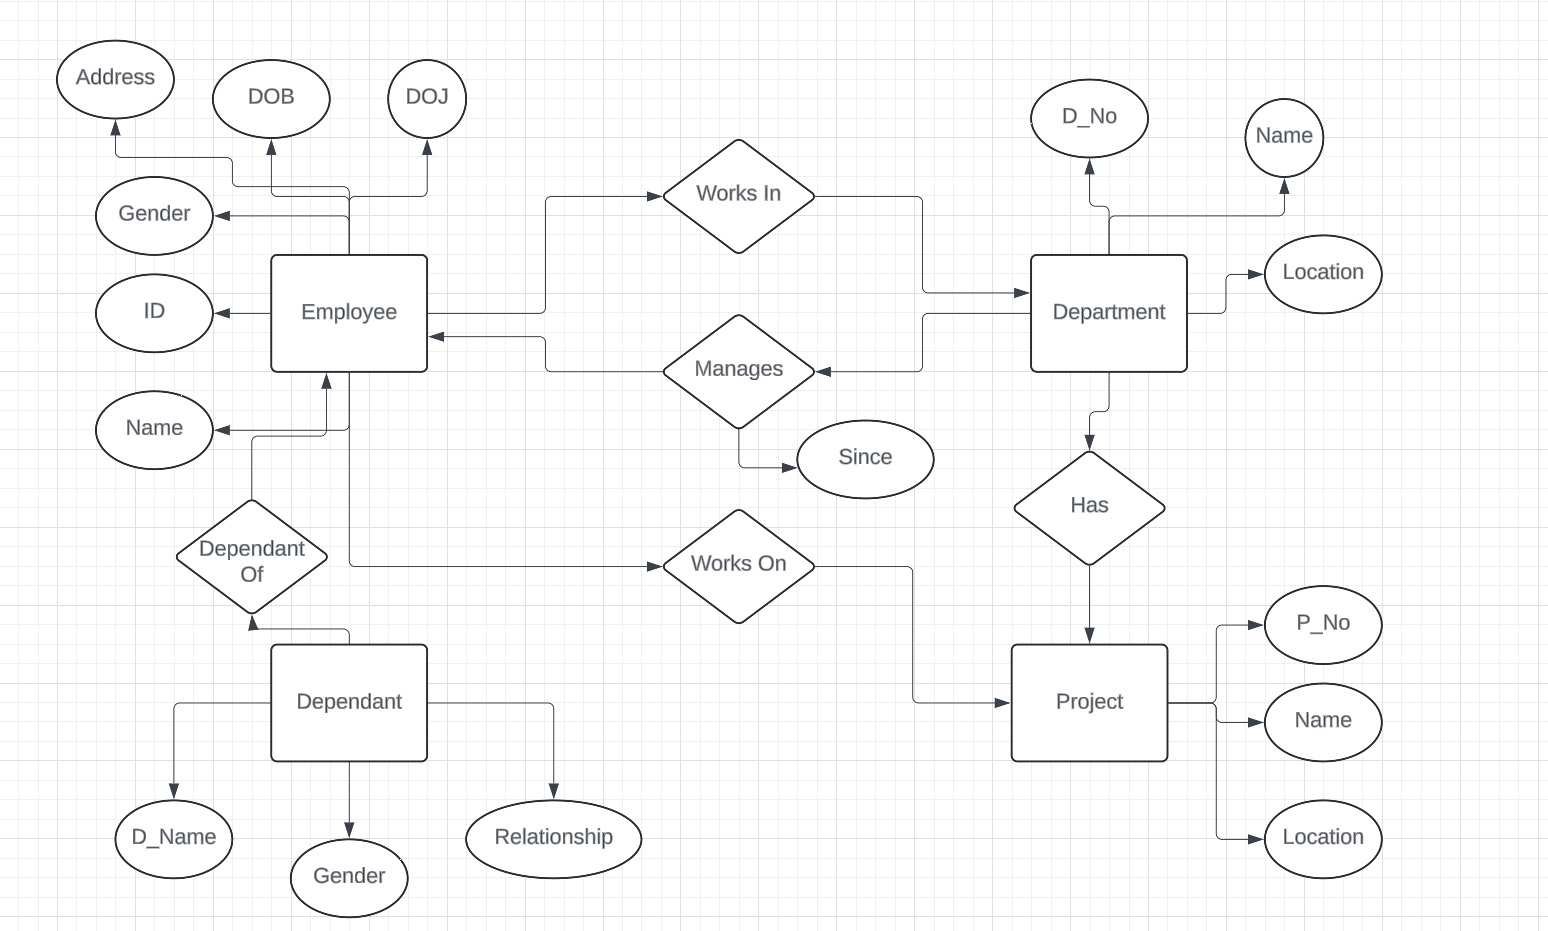 Address
DOB
DOJ
D_No
Name
Works In
Gender
Location
ID
Employee
Department
Manages
Name
Since
Has
Dependant
Of
Works On
P_No
Dependant
Project
Name
D_Name
Relationship
Location
Gender